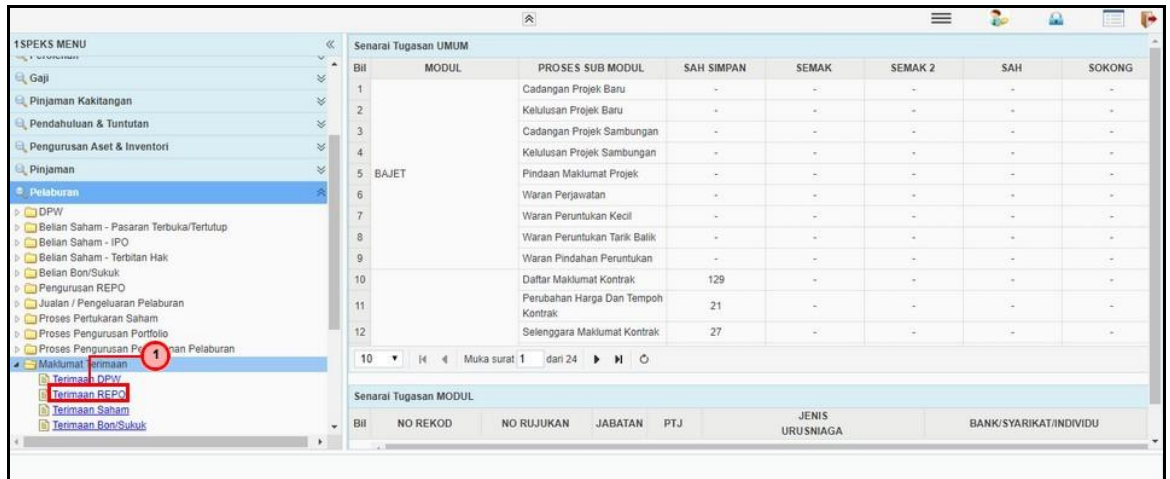 1SPEKS MENU
Gaji
Pinjaman Kakitangan
Pendahuluan & Tuntutan
Pengurusan Aset & Inventori
Pinjaman
Pelaburan
DPW
Belian Saham - Pasaran Terbuka/Tertutup
Belian Saham - IPO
Belian Saham - Terbitan Hak
Belian Bon/Sukuk
Pengurusan REPO
Jualan / Pengeluaran Pelaburan
Proses Pertukaran Saham
Proses Pengurusan Portfolio
Proses Pengurusan Pelaburan
1
Maklumat Terimaan
Terimaan DPW
Terimaan REPO
Terimaan Saham
Terimaan Bon/Sukuk
Senarai Tugasan UMUM
Bil MODUL PROSES SUB MODUL SAH SIMPAN SEMAK SEMAK 2 SAH SOKONG
1 Cadangan Projek Baru - - - - -
2 Kelulusan Projek Baru - - - - -
3 Cadangan Projek Sambungan - - - - -
4 Kelulusan Projek Sambungan - - - - -
5 BAJET Pindaan Maklumat Projek - - - - -
6 Waran Perjawatan - - - - -
7 Waran Peruntukan Kecil - - - - -
8 Waran Peruntukan Tarik Balik - - - - -
9 Waran Pindahan Peruntukan - - - - -
10 Daftar Maklumat Kontrak 129 - - - -
11 Perubahan Harga Dan Tempoh Kontrak 21 - - - -
12 Selenggara Maklumat Kontrak 27 - - - -
10 Muka surat 1 dari 24
Senarai Tugasan MODUL
Bil NO REKOD NO RUJUKAN JABATAN PTJ JENIS URUSNIAGA BANK/SYARIKAT/INDIVIDU